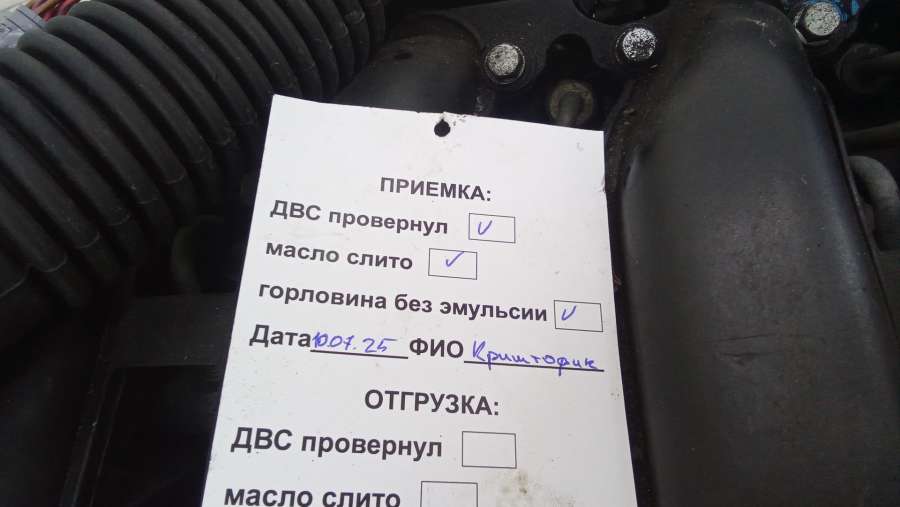 ПРИЕМКА:
ДВС провернул
масло слито
горловина без эмульсии
Дата 10.07.25 ФИО Криштофик
ОТГРУЗКА:
ДВС провернул
масло слито